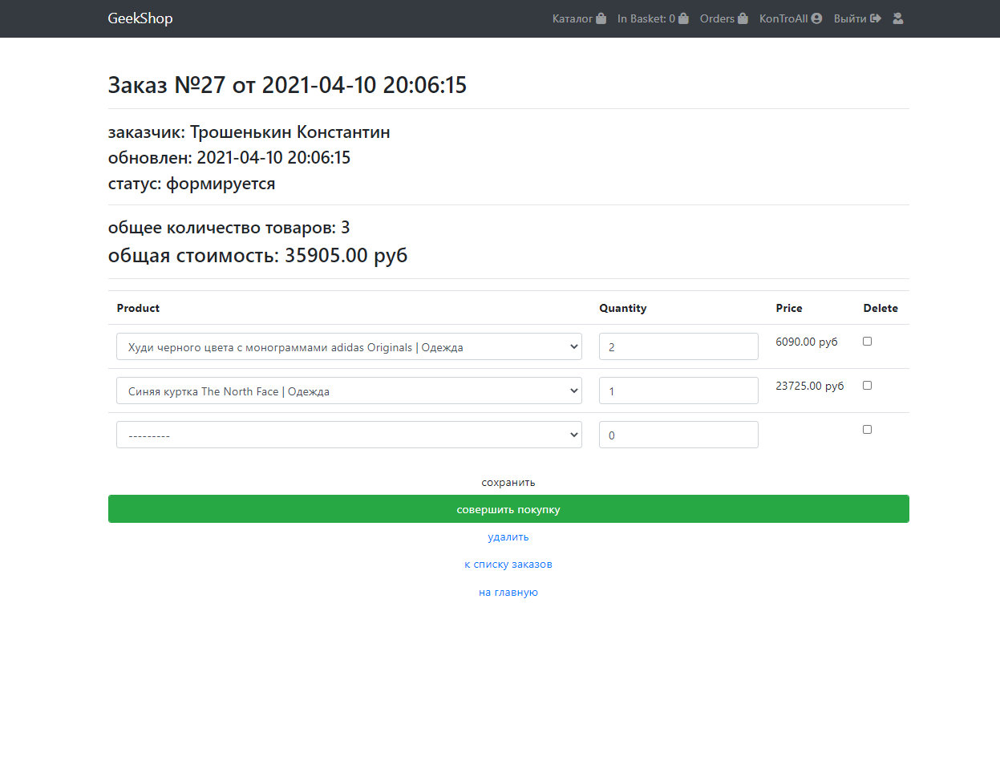 GeekShop Каталог In Basket: 0 Orders KonTroAll Выйти
Заказ №27 от 2021-04-10 20:06:15
заказчик: Трошенькин Константин
обновлен: 2021-04-10 20:06:15
статус: формируется
общее количество товаров: 3
общая стоимость: 35905.00 руб
Product Quantity Price Delete
Худи черного цвета с монограммами adidas Originals | Одежда 2 6090.00 руб
Синяя куртка The North Face | Одежда 1 23725.00 руб
--------- 0
сохранить
совершить покупку
удалить
к списку заказов
на главную